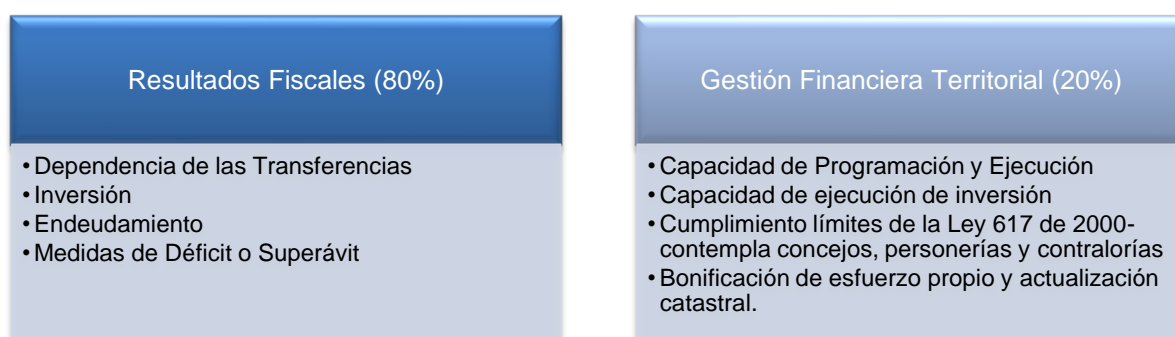 Resultados Fiscales (80%)
• Dependencia de las Transferencias
• Inversión
• Endeudamiento
• Medidas de Déficit o Superávit
Gestión Financiera Territorial (20%)
• Capacidad de Programación y Ejecución
• Capacidad de ejecución de inversión
• Cumplimiento límites de la Ley 617 de 2000-
contempla concejos, personerías y contralorías
• Bonificación de esfuerzo propio y actualización
catastral.